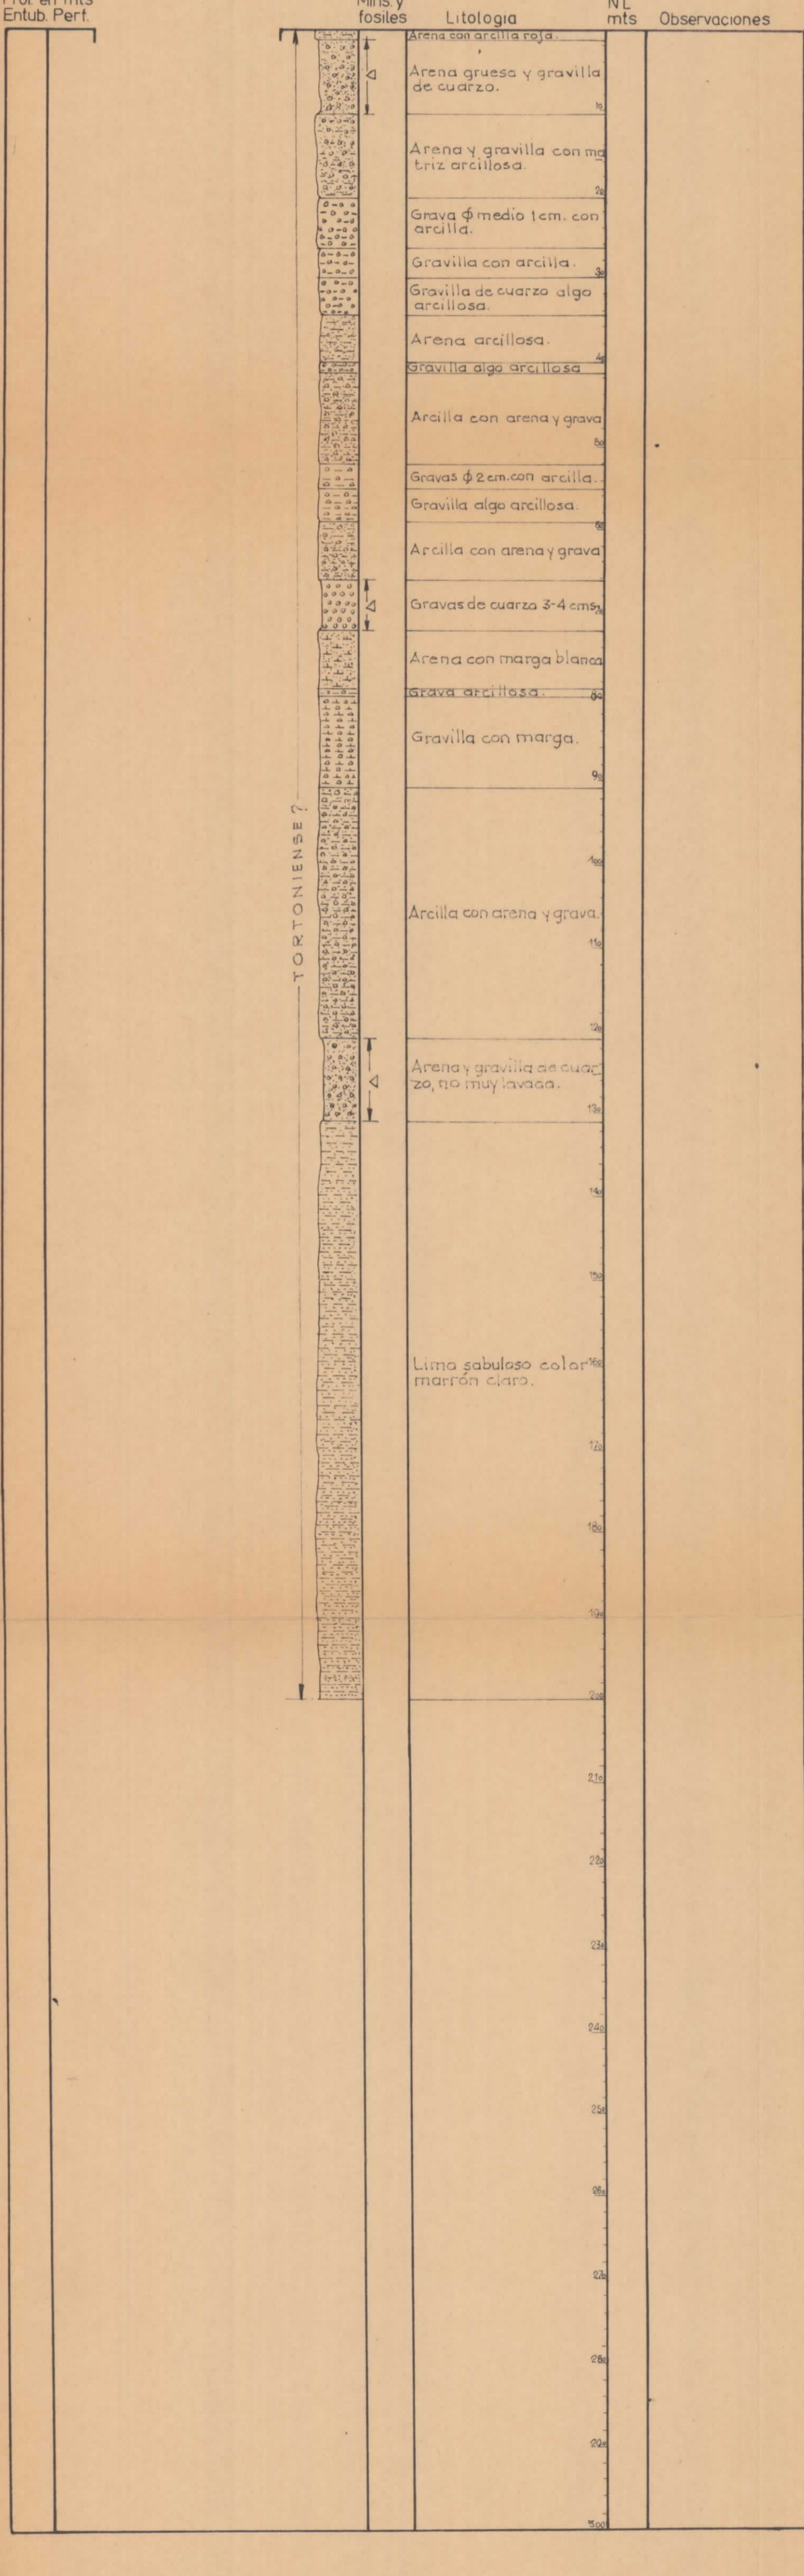 Prof. en mts
Entub. Perf.
Mins. y
fosiles
Litologia
N L
mts
Observaciones
Arena con arcilla roja.
Arena gruesa y gravilla
de cuarzo.
10
Arena y gravilla con ma
triz arcillosa.
20
Grava ϕ medio 1 cm. con
arcilla.
Gravilla con arcilla.
30
Gravilla de cuarzo algo
arcillosa.
Arena arcillosa.
40
Gravilla algo arcillosa
Arcilla con arena y grava
50
Gravas ϕ 2 cm. con arcilla.
Gravilla algo arcillosa.
60
Arcilla con arena y grava
Gravas de cuarzo 3-4 cms.
70
Arena con marga blanca
Grava arcillosa.
80
Gravilla con marga.
90
TORTONIENSE ?
100
Arcilla con arena y grava.
110
120
Arena y gravilla de cuar
zo, no muy lavada.
130
140
150
Limo sabuloso color
160
marrón claro.
170
180
190
200
210
220
230
240
250
260
270
280
290
300